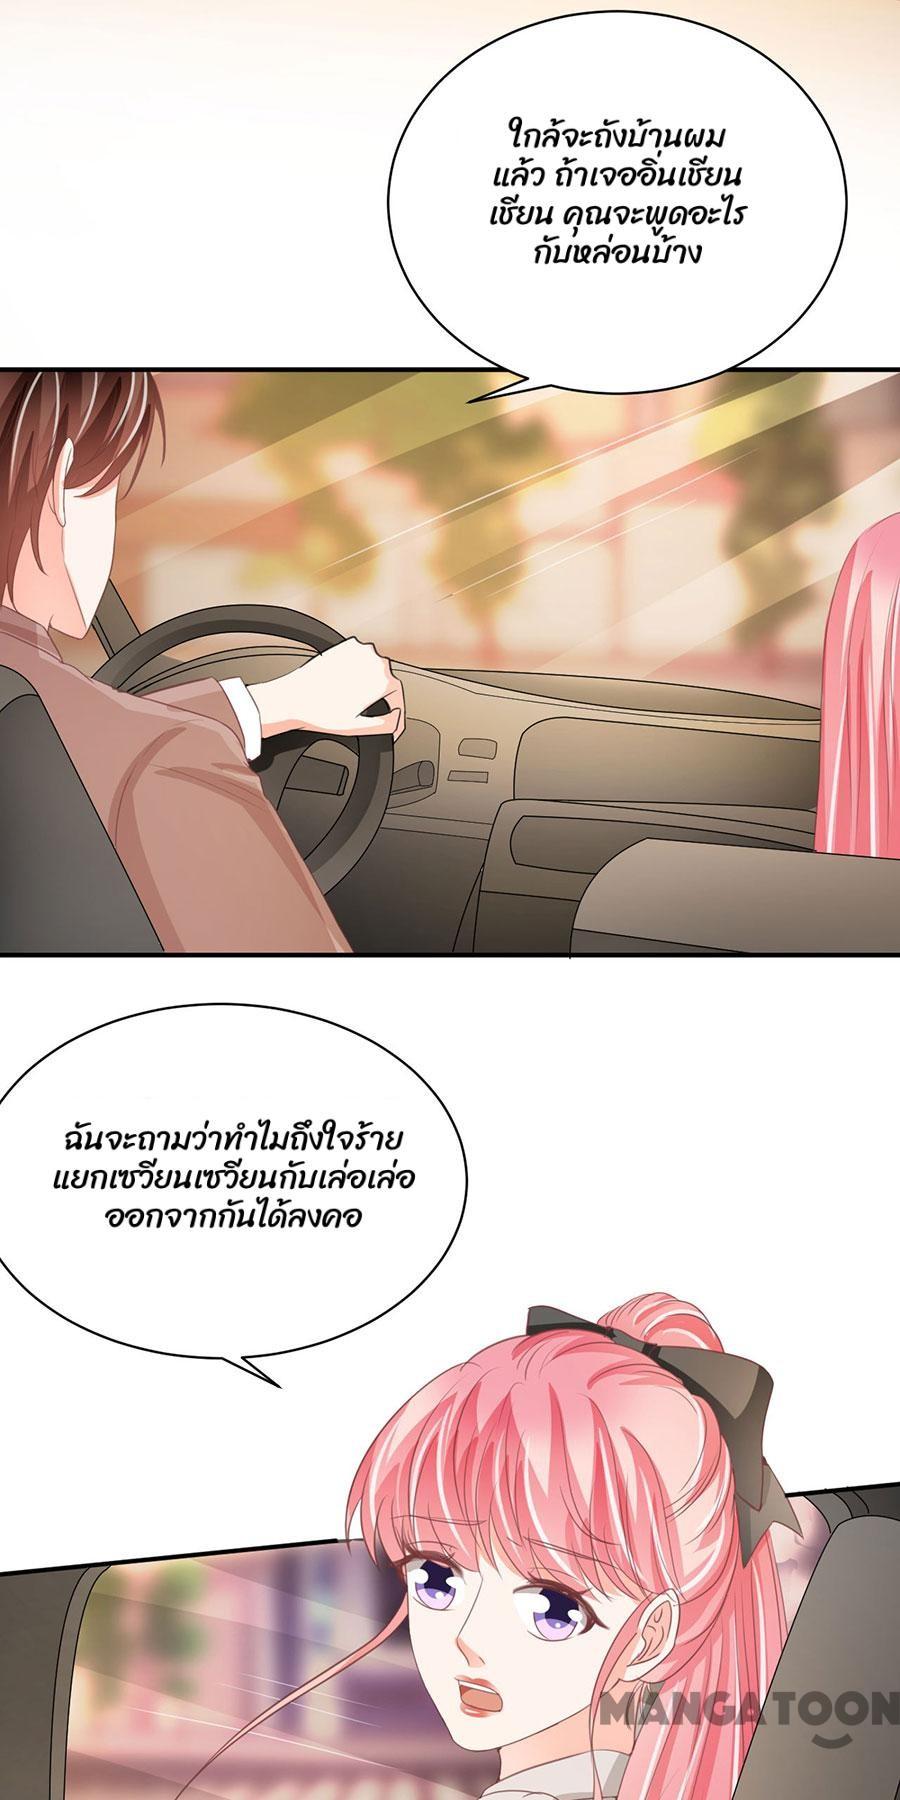 ใกล้จะถึงบ้านผม
แล้ว ถ้าเจออิ่นเชียน
เชียน คุณจะพูดอะไร
กับหล่อนบ้าง
ฉันจะถามว่าทำไมถึงใจร้าย
แยกเซวียนเซวียนกับเล่อเล่อ
ออกจากกันได้ลงคอ
MANGATOON